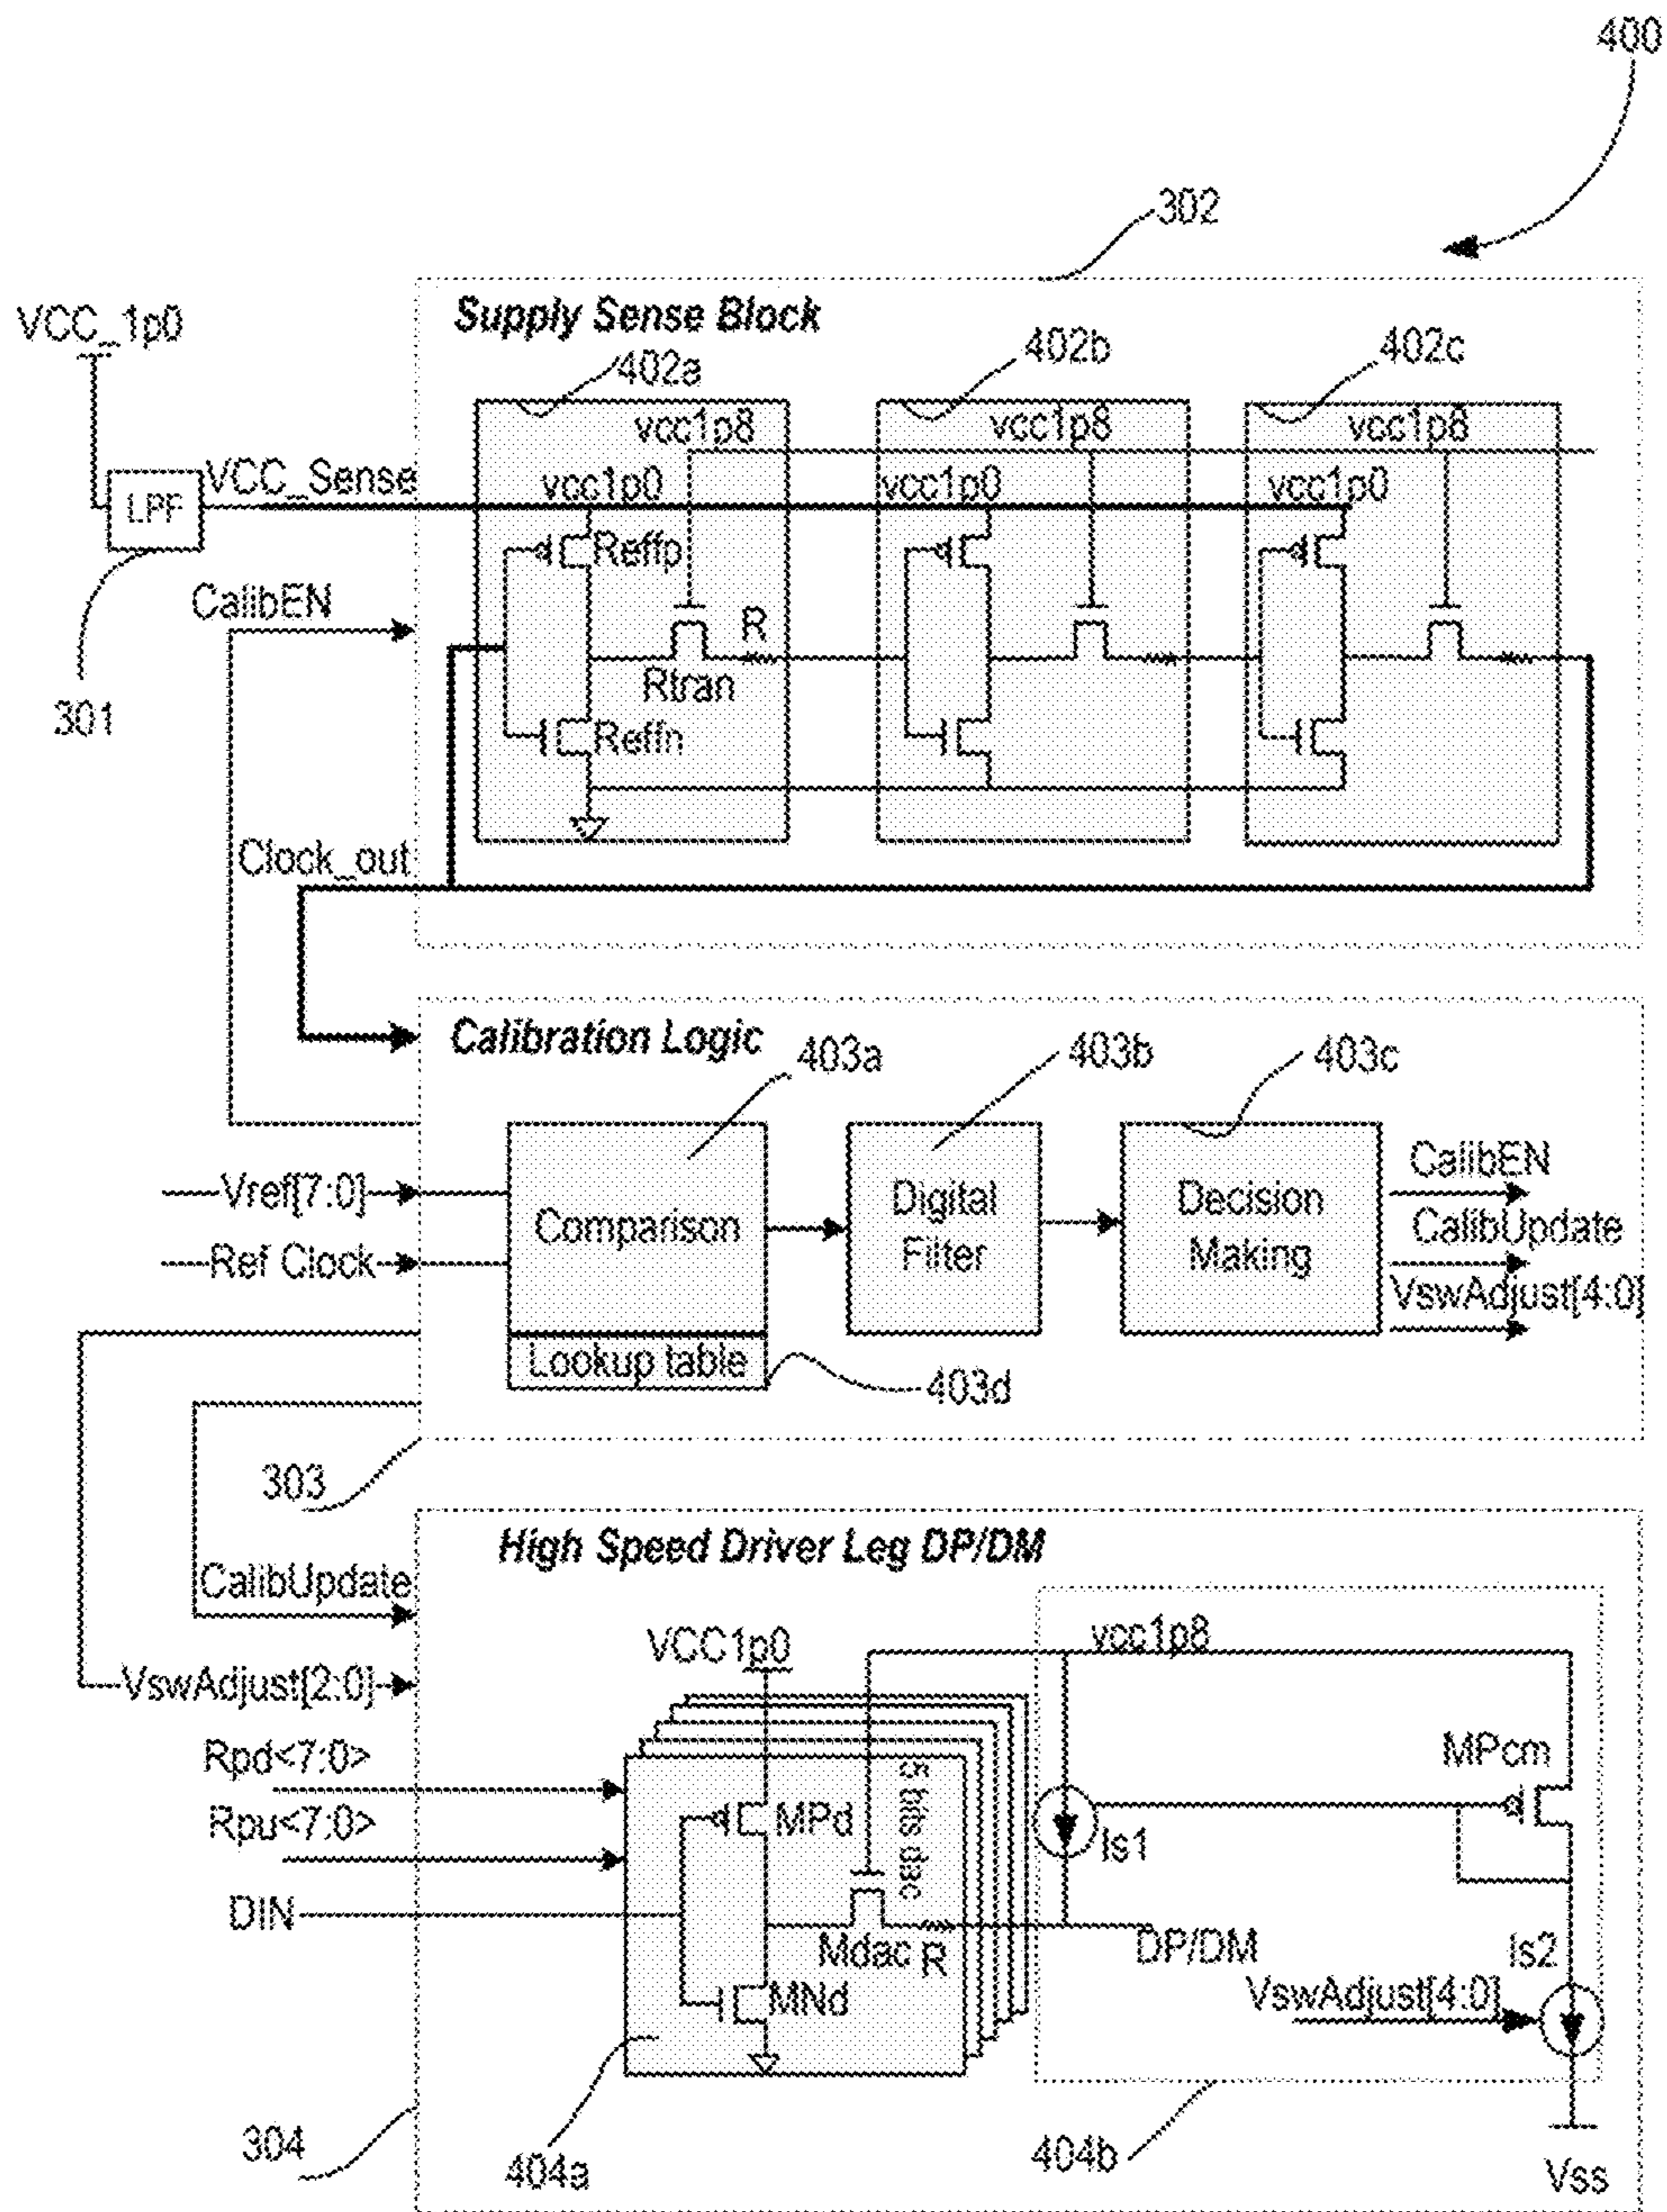 400
302
VCC_1p0
Supply Sense Block
402a
402b
402c
vcc1p8
vcc1p8
vcc1p8
LPF
VCC_Sense
vcc1p0
vcc1p0
vcc1p0
Reffp
CalibEN
R
Rtran
301
Reffn
Clock_out
Calibration Logic
403a
403b
403c
Vref[7:0]
Ref Clock
Comparison
Digital
Filter
Decision
Making
CalibEN
CalibUpdate
VswAdjust[4:0]
Lookup table
403d
303
High Speed Driver Leg DP/DM
CalibUpdate
VswAdjust[2:0]
VCC1p0
vcc1p8
Rpd<7:0>
Rpu<7:0>
DIN
MPd
5 bits dac
Is1
MPcm
Mdac
R
DP/DM
MNd
Is2
VswAdjust[4:0]
304
404a
404b
Vss